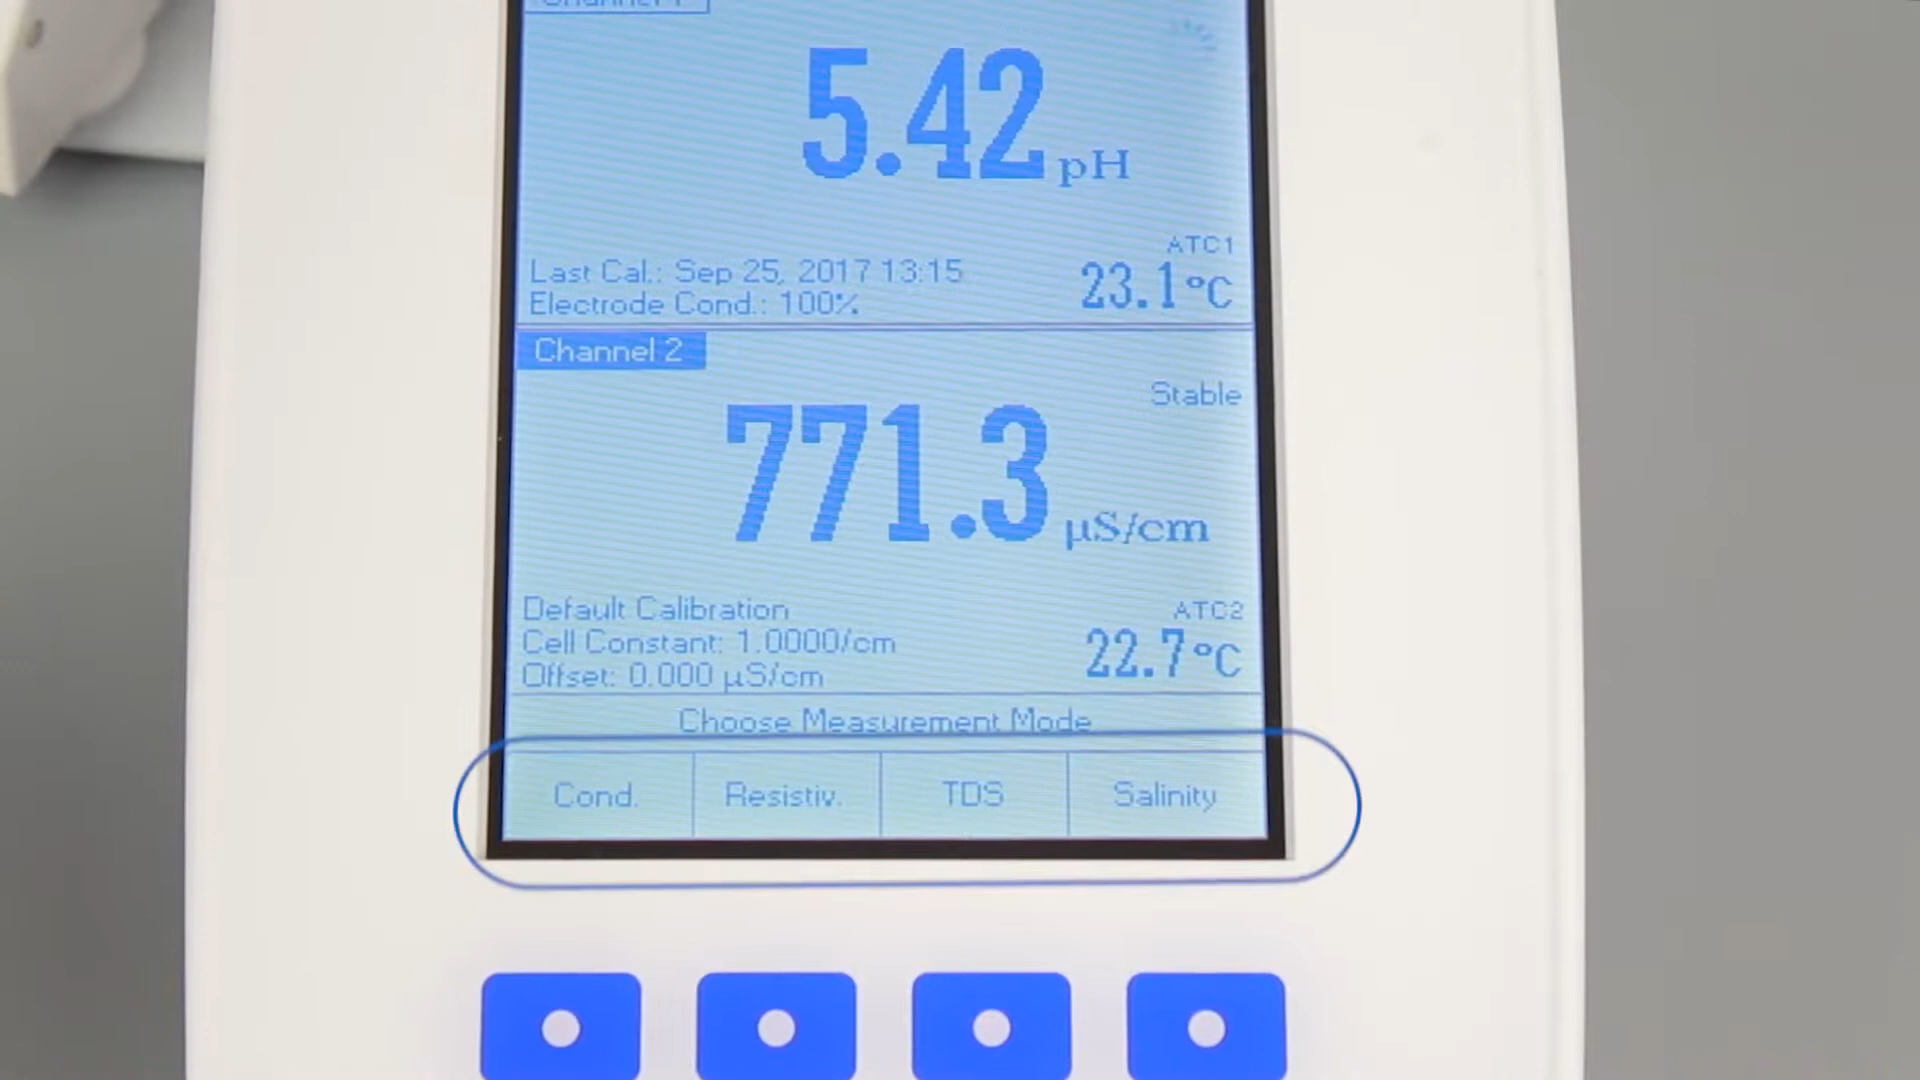 Channel 1
5.42 pH
ATC1
Last Cal.: Sep 25, 2017 13:15
23.1°C
Electrode Cond.: 100%
Channel 2
Stable
771.3 µS/cm
Default Calibration
ATC2
Cell Constant: 1.0000/cm
22.7°C
Offset: 0.000 µS/cm
Choose Measurement Mode
Cond. Resistiv. TDS Salinity